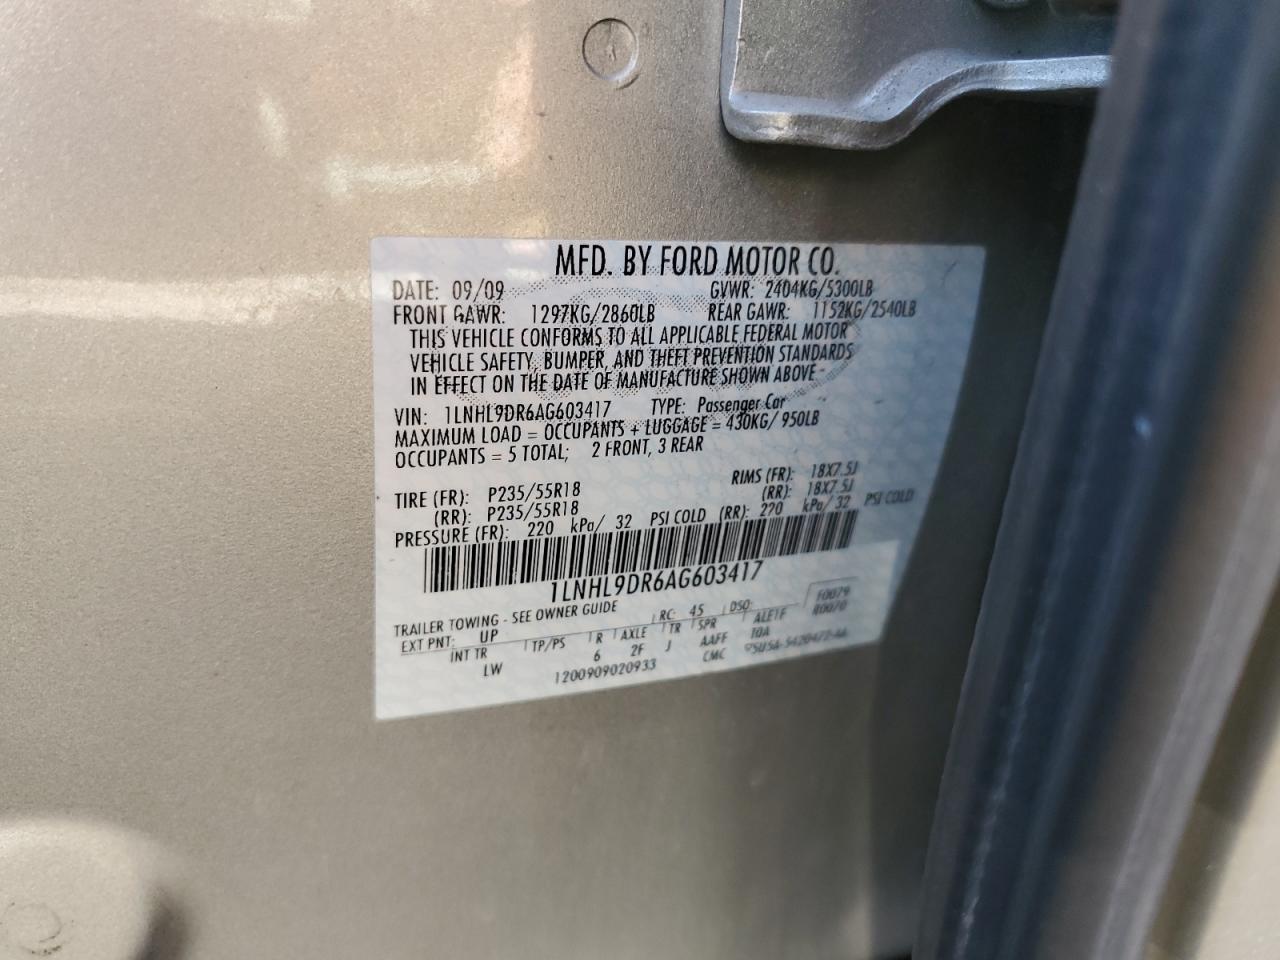 MFD. BY FORD MOTOR CO.
DATE: 09/09 GVWR: 2404KG/5300LB
FRONT GAWR: 1297KG/2860LB REAR GAWR: 1152KG/2540LB
THIS VEHICLE CONFORMS TO ALL APPLICABLE FEDERAL MOTOR
VEHICLE SAFETY, BUMPER, AND THEFT PREVENTION STANDARDS
IN EFFECT ON THE DATE OF MANUFACTURE SHOWN ABOVE
VIN: 1LNHL9DR6AG603417 TYPE: Passenger Car
MAXIMUM LOAD = OCCUPANTS + LUGGAGE = 430KG/ 950LB
OCCUPANTS = 5 TOTAL; 2 FRONT, 3 REAR
TIRE (FR): P235/55R18 RIMS (FR): 18X7.5J
(RR): P235/55R18 (RR): 18X7.5J
PRESSURE (FR): 220 kPa/ 32 PSI COLD (RR): 220 kPa/ 32 PSI COLD
1LNHL9DR6AG603417
TRAILER TOWING - SEE OWNER GUIDE F0079
EXT PNT: UP RC: 45 DSO: R0070
INT TR TP/PS R AXLE TR SPR ALE1F
LW 6 2F J AAFF TOA
1200909020933 CMC